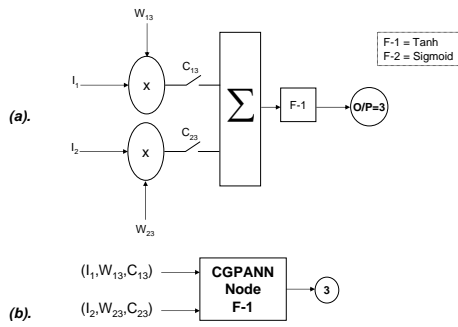 W13
F-1 = Tanh
F-2 = Sigmoid
C13
I1
x
Σ
F-1
O/P=3
(a).
C23
I2
x
W23
(I1,W13,C13)
CGPANN
Node
F-1
3
(I2,W23,C23)
(b).